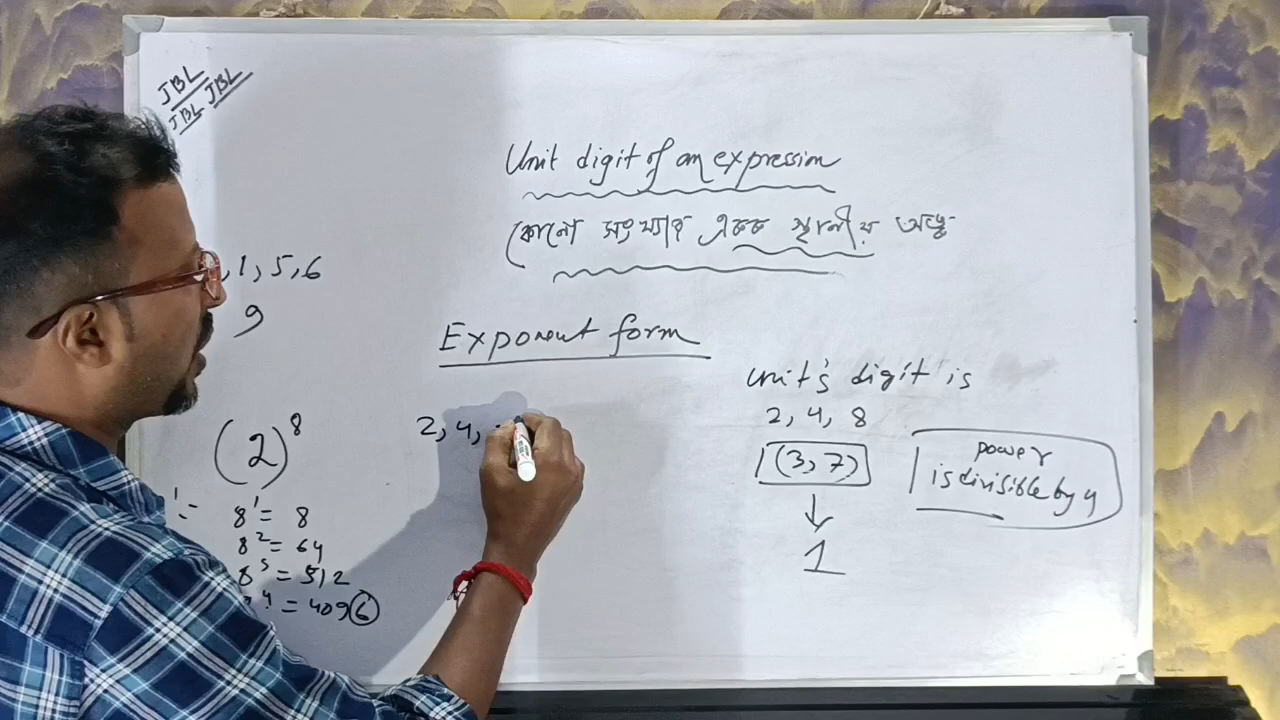 JBL
JBL JBL
Unit digit of an expression
কোনো সংখ্যার একক স্থানীয় অঙ্ক
, 1, 5, 6
9
Exponent form
Unit's digit is
2, 4, 8
(3, 7)
↓
1
power
is divisible by 4
2, 4,
(2)⁸
8¹ = 8
8² = 64
8³ = 512
⁴ = 4096